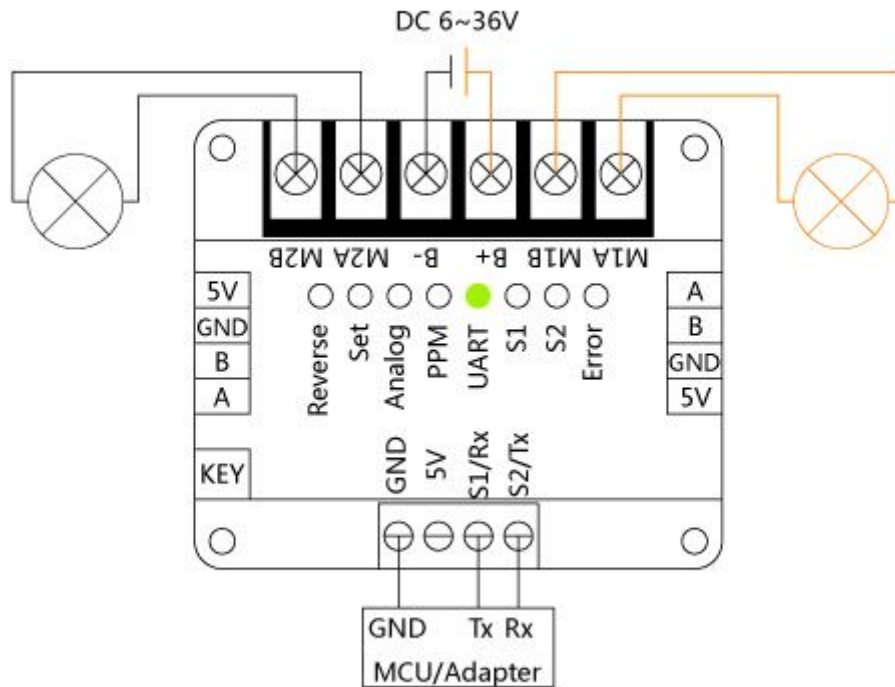 DC 6~36V
M2B M2A B- B+ M1B M1A
5V
GND
B
A
KEY
Reverse
Set
Analog
PPM
UART
S1
S2
Error
A
B
GND
5V
GND
5V
S1/Rx
S2/Tx
GND Tx Rx
MCU/Adapter